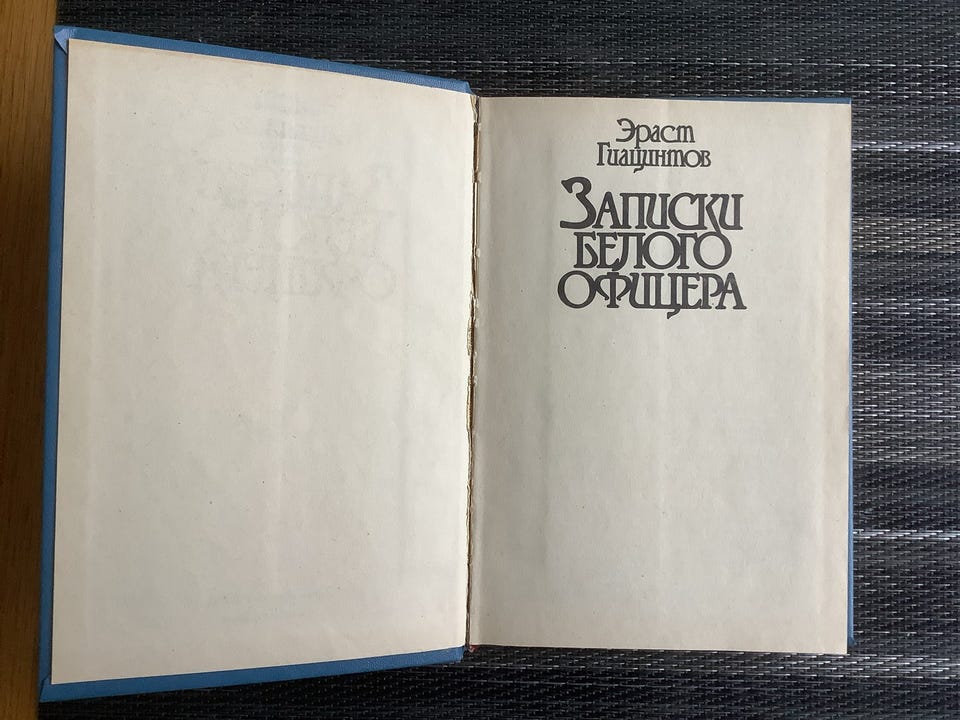 Эраст
Гиацинтов
Записки
белого
офицера